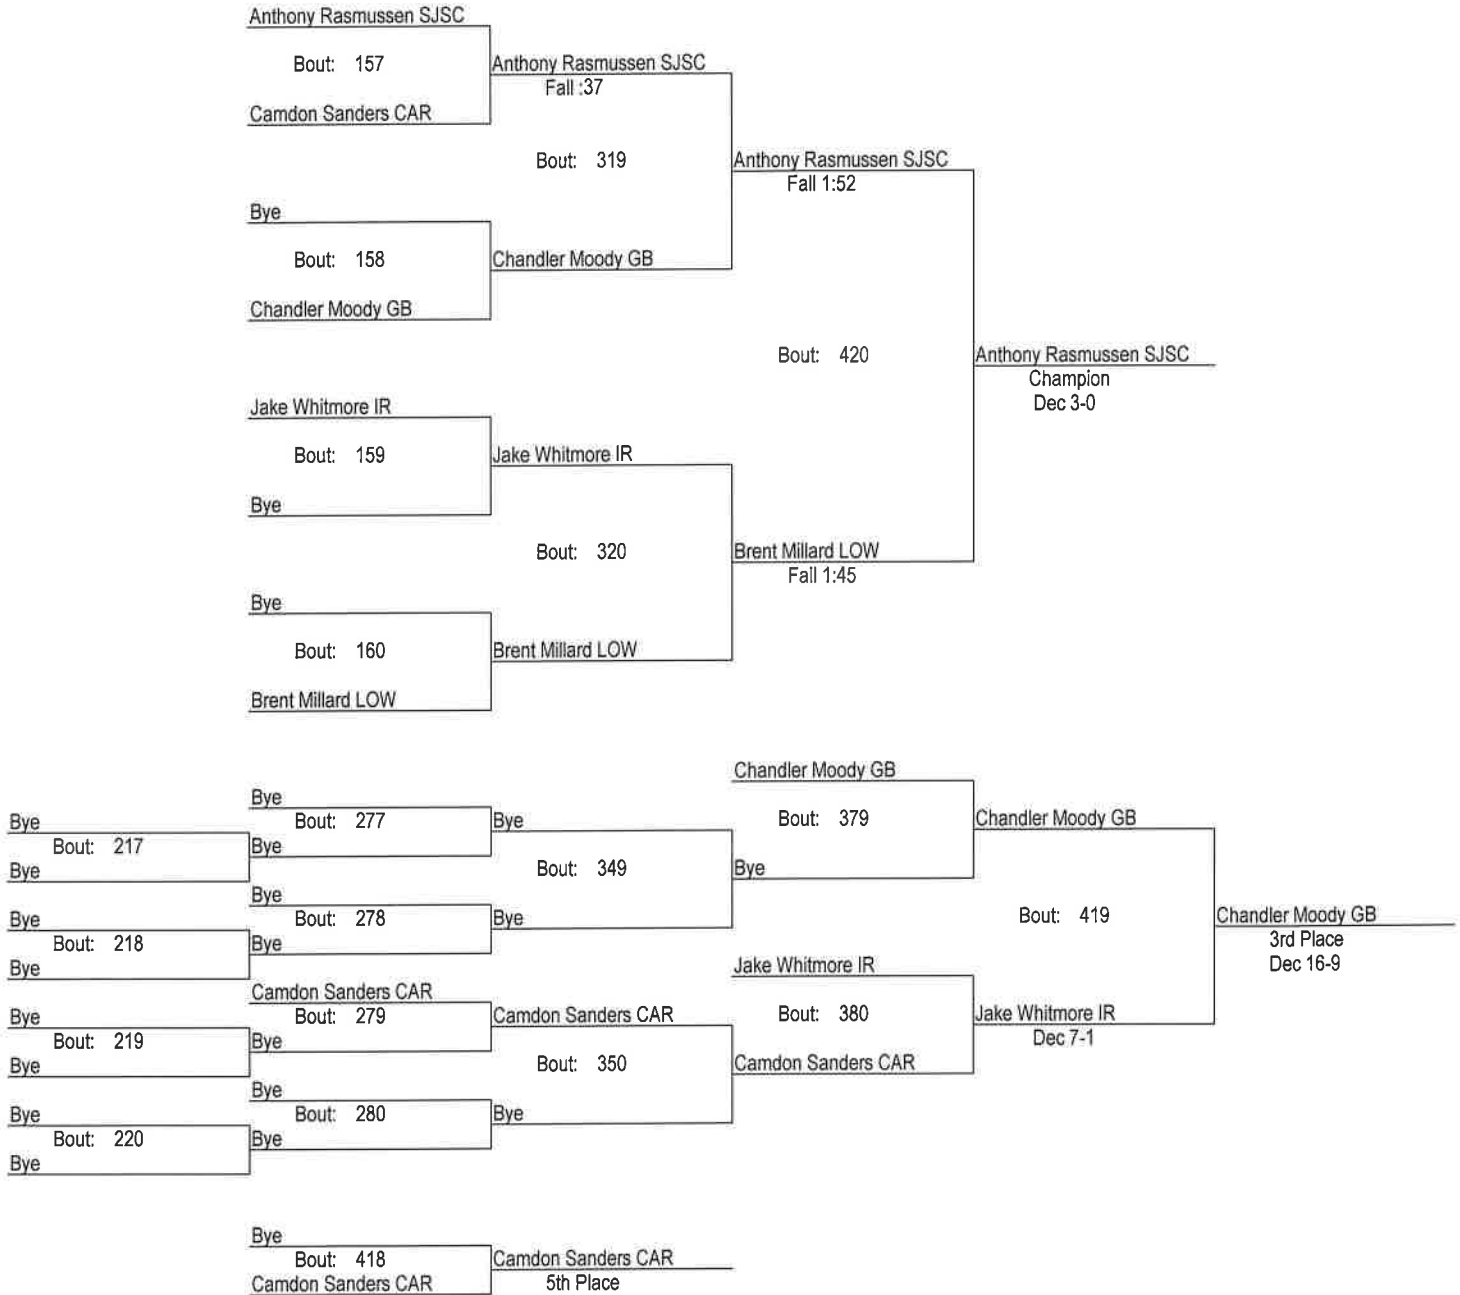 Anthony Rasmussen SJSC
Bout: 157
Camdon Sanders CAR
Anthony Rasmussen SJSC
Fall :37
Bout: 319
Bye
Bout: 158
Chandler Moody GB
Chandler Moody GB
Anthony Rasmussen SJSC
Fall 1:52
Bout: 420
Anthony Rasmussen SJSC
Champion
Dec 3-0
Jake Whitmore IR
Bout: 159
Bye
Jake Whitmore IR
Bout: 320
Bye
Bout: 160
Brent Millard LOW
Brent Millard LOW
Brent Millard LOW
Fall 1:45
Bye
Bout: 217
Bye
Bye
Bout: 218
Bye
Bye
Bout: 219
Bye
Bye
Bout: 220
Bye
Bye
Bout: 277
Bye
Bye
Bout: 278
Bye
Camdon Sanders CAR
Bout: 279
Bye
Bye
Bout: 280
Bye
Bye
Bout: 349
Bye
Camdon Sanders CAR
Bout: 350
Bye
Chandler Moody GB
Bout: 379
Bye
Jake Whitmore IR
Bout: 380
Camdon Sanders CAR
Chandler Moody GB
Bout: 419
Jake Whitmore IR
Dec 7-1
Chandler Moody GB
3rd Place
Dec 16-9
Bye
Bout: 418
Camdon Sanders CAR
Camdon Sanders CAR
5th Place